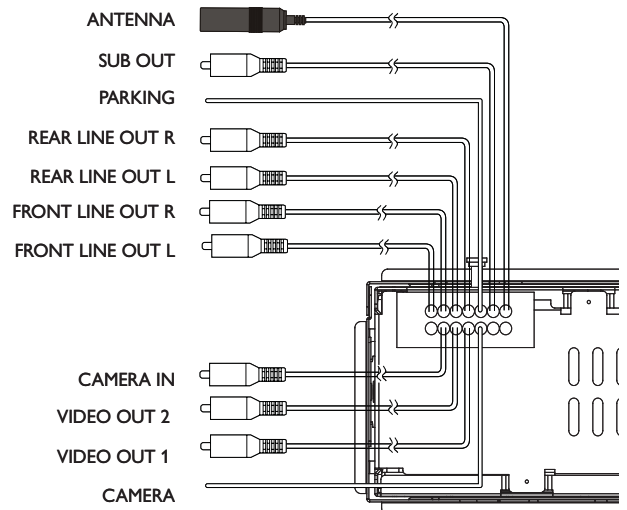 ANTENNA
SUB OUT
PARKING
REAR LINE OUT R
REAR LINE OUT L
FRONT LINE OUT R
FRONT LINE OUT L
CAMERA IN
VIDEO OUT 2
VIDEO OUT 1
CAMERA